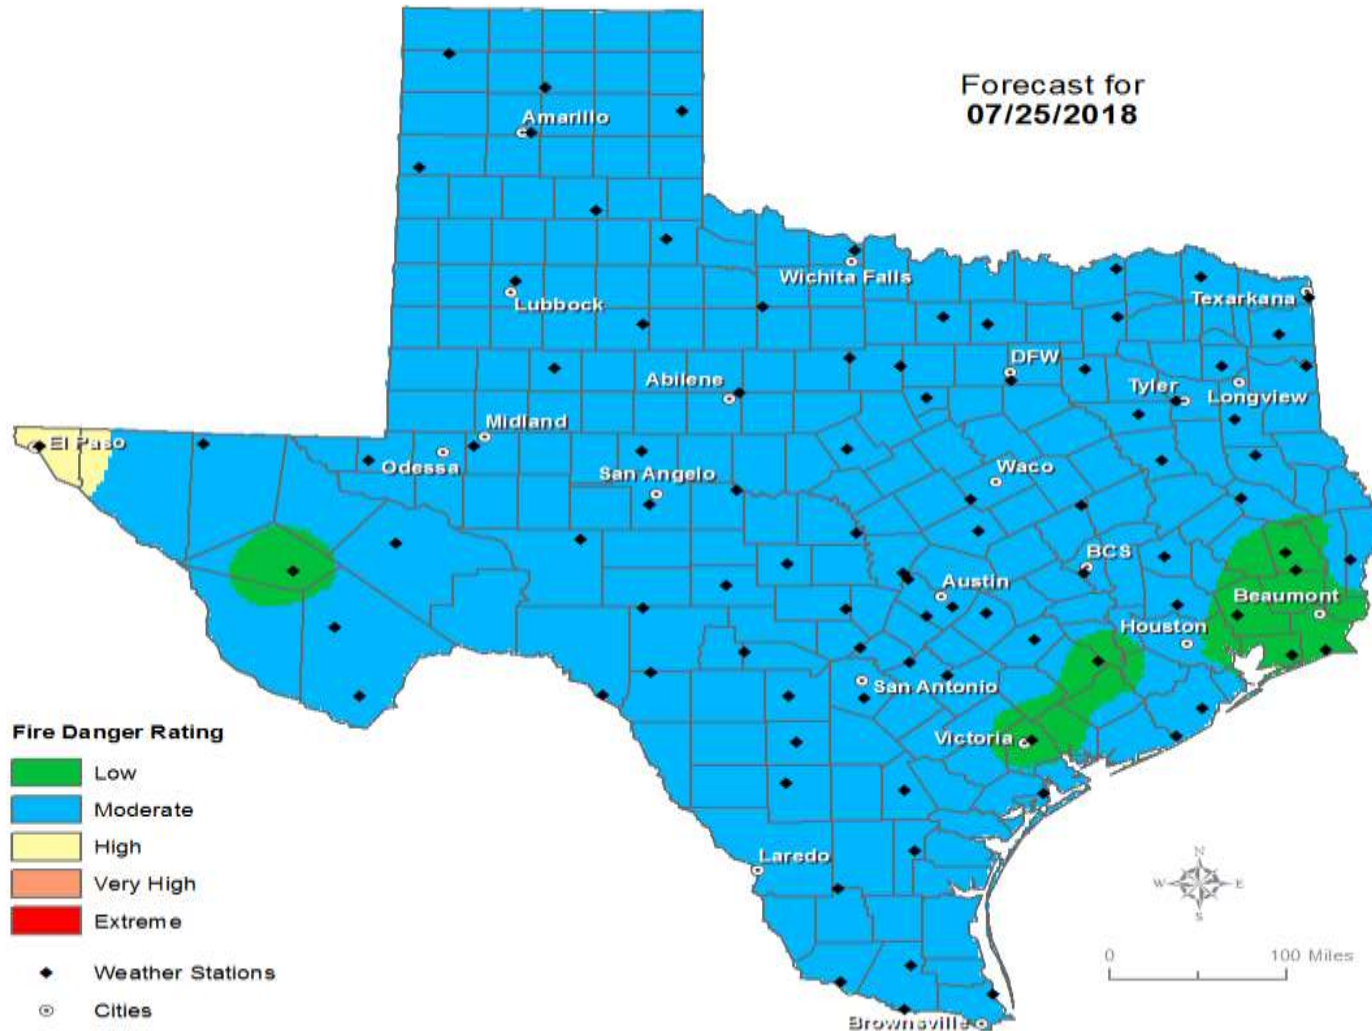 Forecast for
07/25/2018
Amarillo
Wichita Falls
Lubbock
Texarkana
DFW
Abilene
Tyler
Longview
Midland
El Paso
Odessa
San Angelo
Waco
BCS
Austin
Beaumont
Houston
San Antonio
Victoria
Laredo
Brownsville
Fire Danger Rating
Low
Moderate
High
Very High
Extreme
Weather Stations
Cities
N
W E
S
0 100 Miles